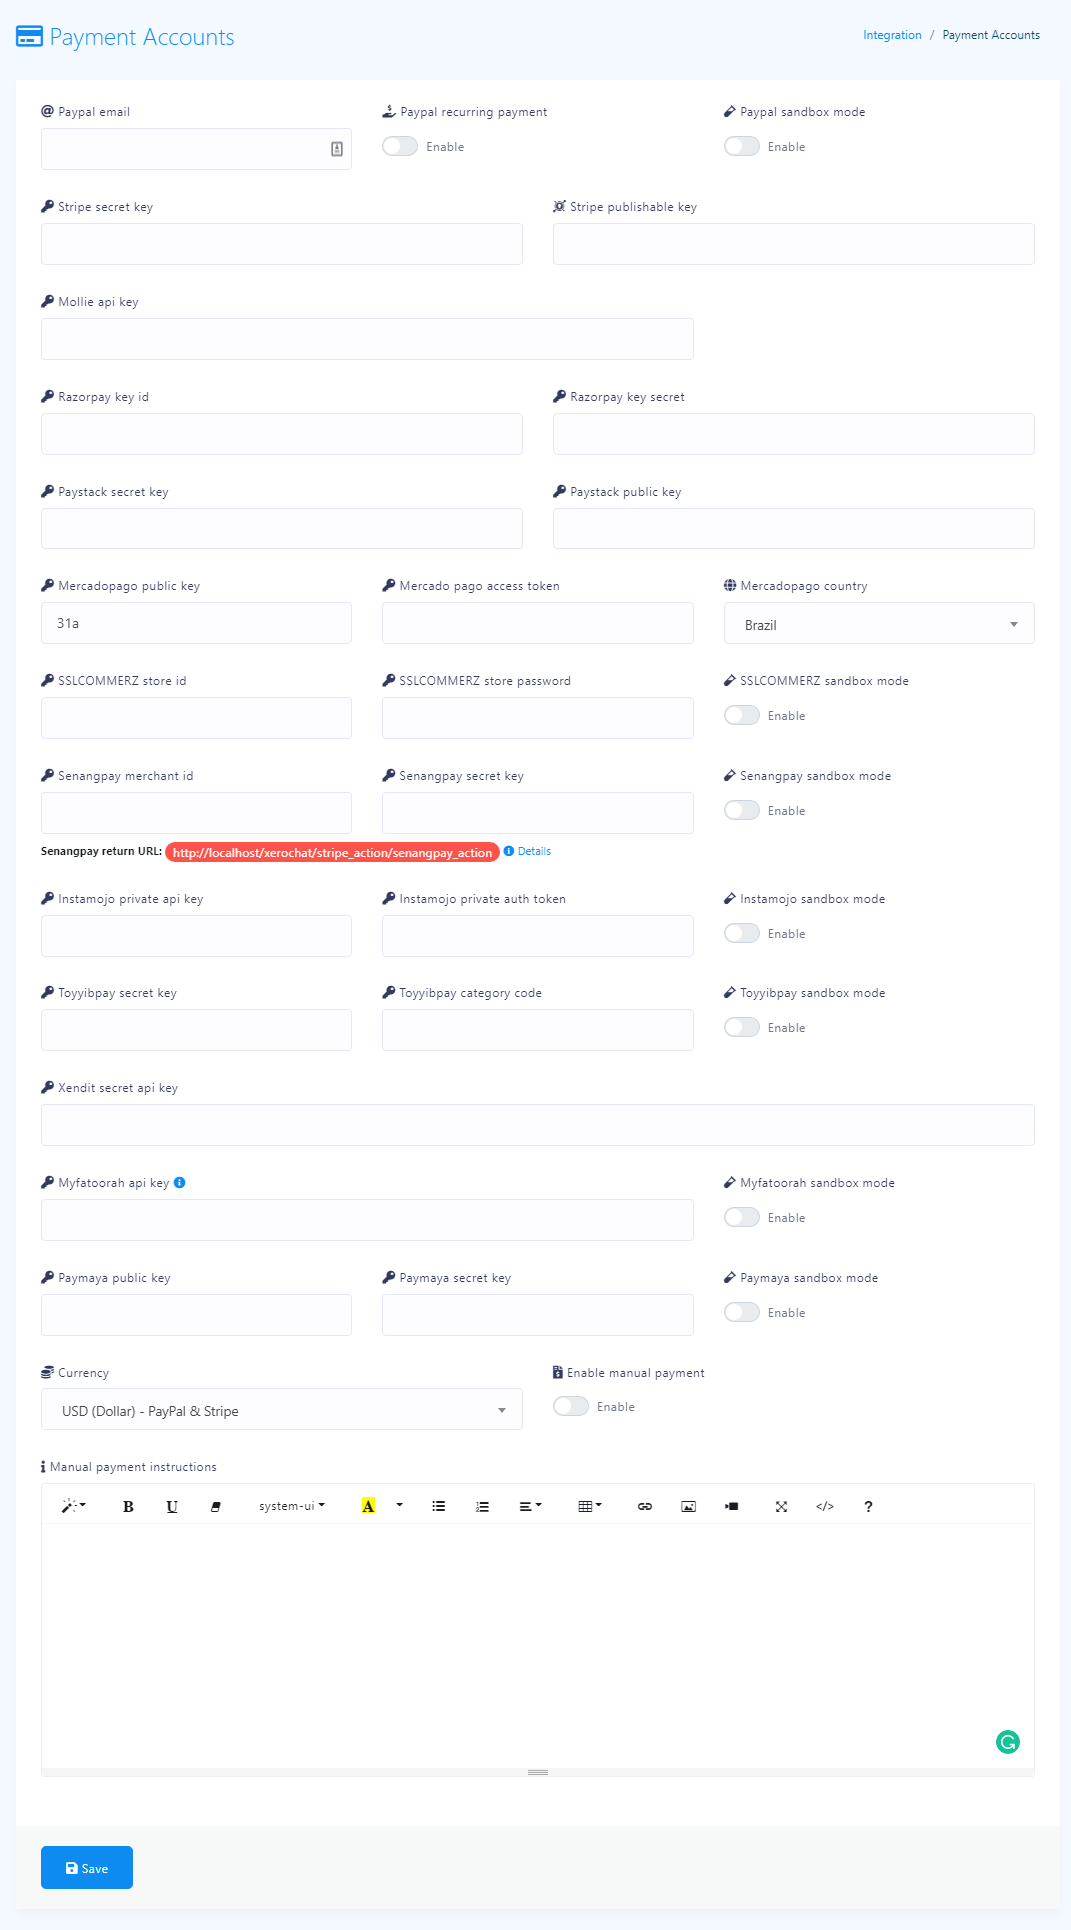 Payment Accounts
Integration / Payment Accounts
Paypal email
Paypal recurring payment
Paypal sandbox mode
Enable
Enable
Stripe secret key
Stripe publishable key
Mollie api key
Razorpay key id
Razorpay key secret
Paystack secret key
Paystack public key
Mercadopago public key
Mercado pago access token
Mercadopago country
31a
Brazil
SSLCOMMERZ store id
SSLCOMMERZ store password
SSLCOMMERZ sandbox mode
Enable
Senangpay merchant id
Senangpay secret key
Senangpay sandbox mode
Enable
Senangpay return URL: http://localhost/xerochat/stripe_action/senangpay_action Details
Instamojo private api key
Instamojo private auth token
Instamojo sandbox mode
Enable
Toyyibpay secret key
Toyyibpay category code
Toyyibpay sandbox mode
Enable
Xendit secret api key
Myfatoorah api key
Myfatoorah sandbox mode
Enable
Paymaya public key
Paymaya secret key
Paymaya sandbox mode
Enable
Currency
Enable manual payment
USD (Dollar) - PayPal & Stripe
Enable
Manual payment instructions
B U system-ui A </> ?
Save